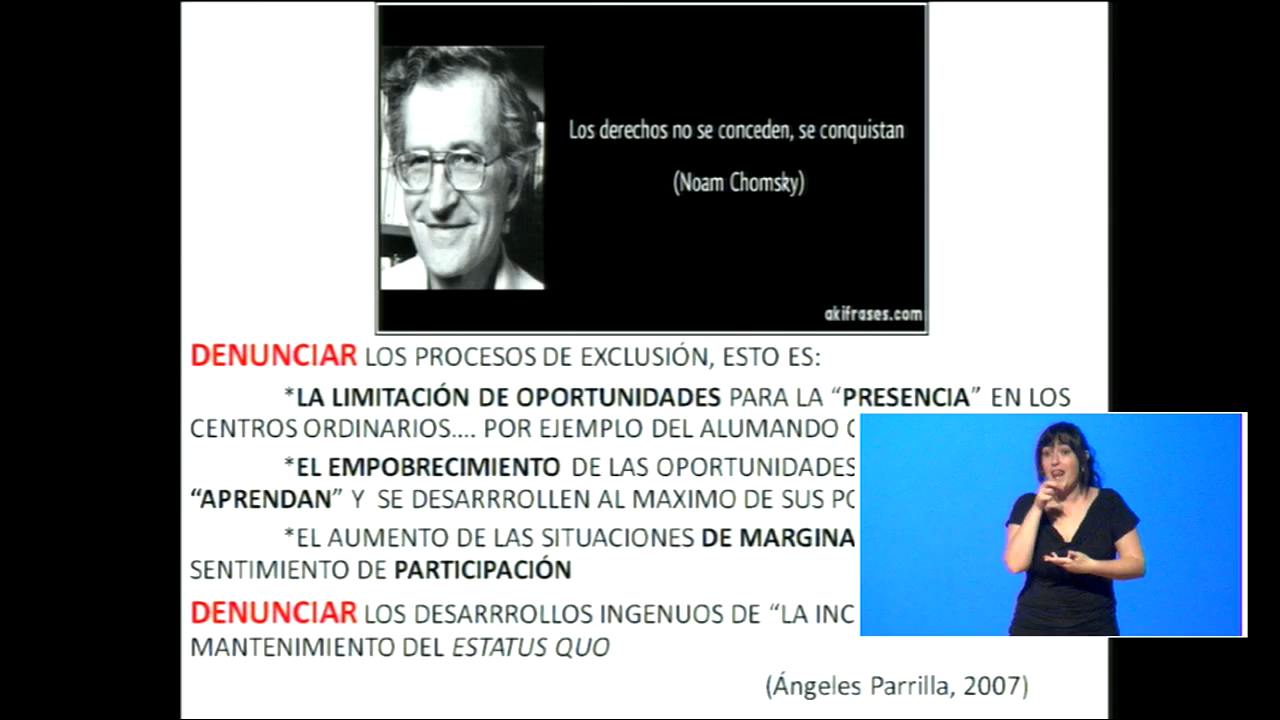 Los derechos no se conceden, se conquistan
(Noam Chomsky)
akifrases.com
DENUNCIAR LOS PROCESOS DE EXCLUSIÓN, ESTO ES:
*LA LIMITACIÓN DE OPORTUNIDADES PARA LA “PRESENCIA” EN LOS
CENTROS ORDINARIOS.... POR EJEMPLO DEL ALUMANDO
*EL EMPOBRECIMIENTO DE LAS OPORTUNIDADES
“APRENDAN” Y SE DESARRROLLEN AL MAXIMO DE SUS
*EL AUMENTO DE LAS SITUACIONES DE
SENTIMIENTO DE PARTICIPACIÓN
DENUNCIAR LOS DESARRROLLOS INGENUOS DE “LA
MANTENIMIENTO DEL ESTATUS QUO
(Ángeles Parrilla, 2007)